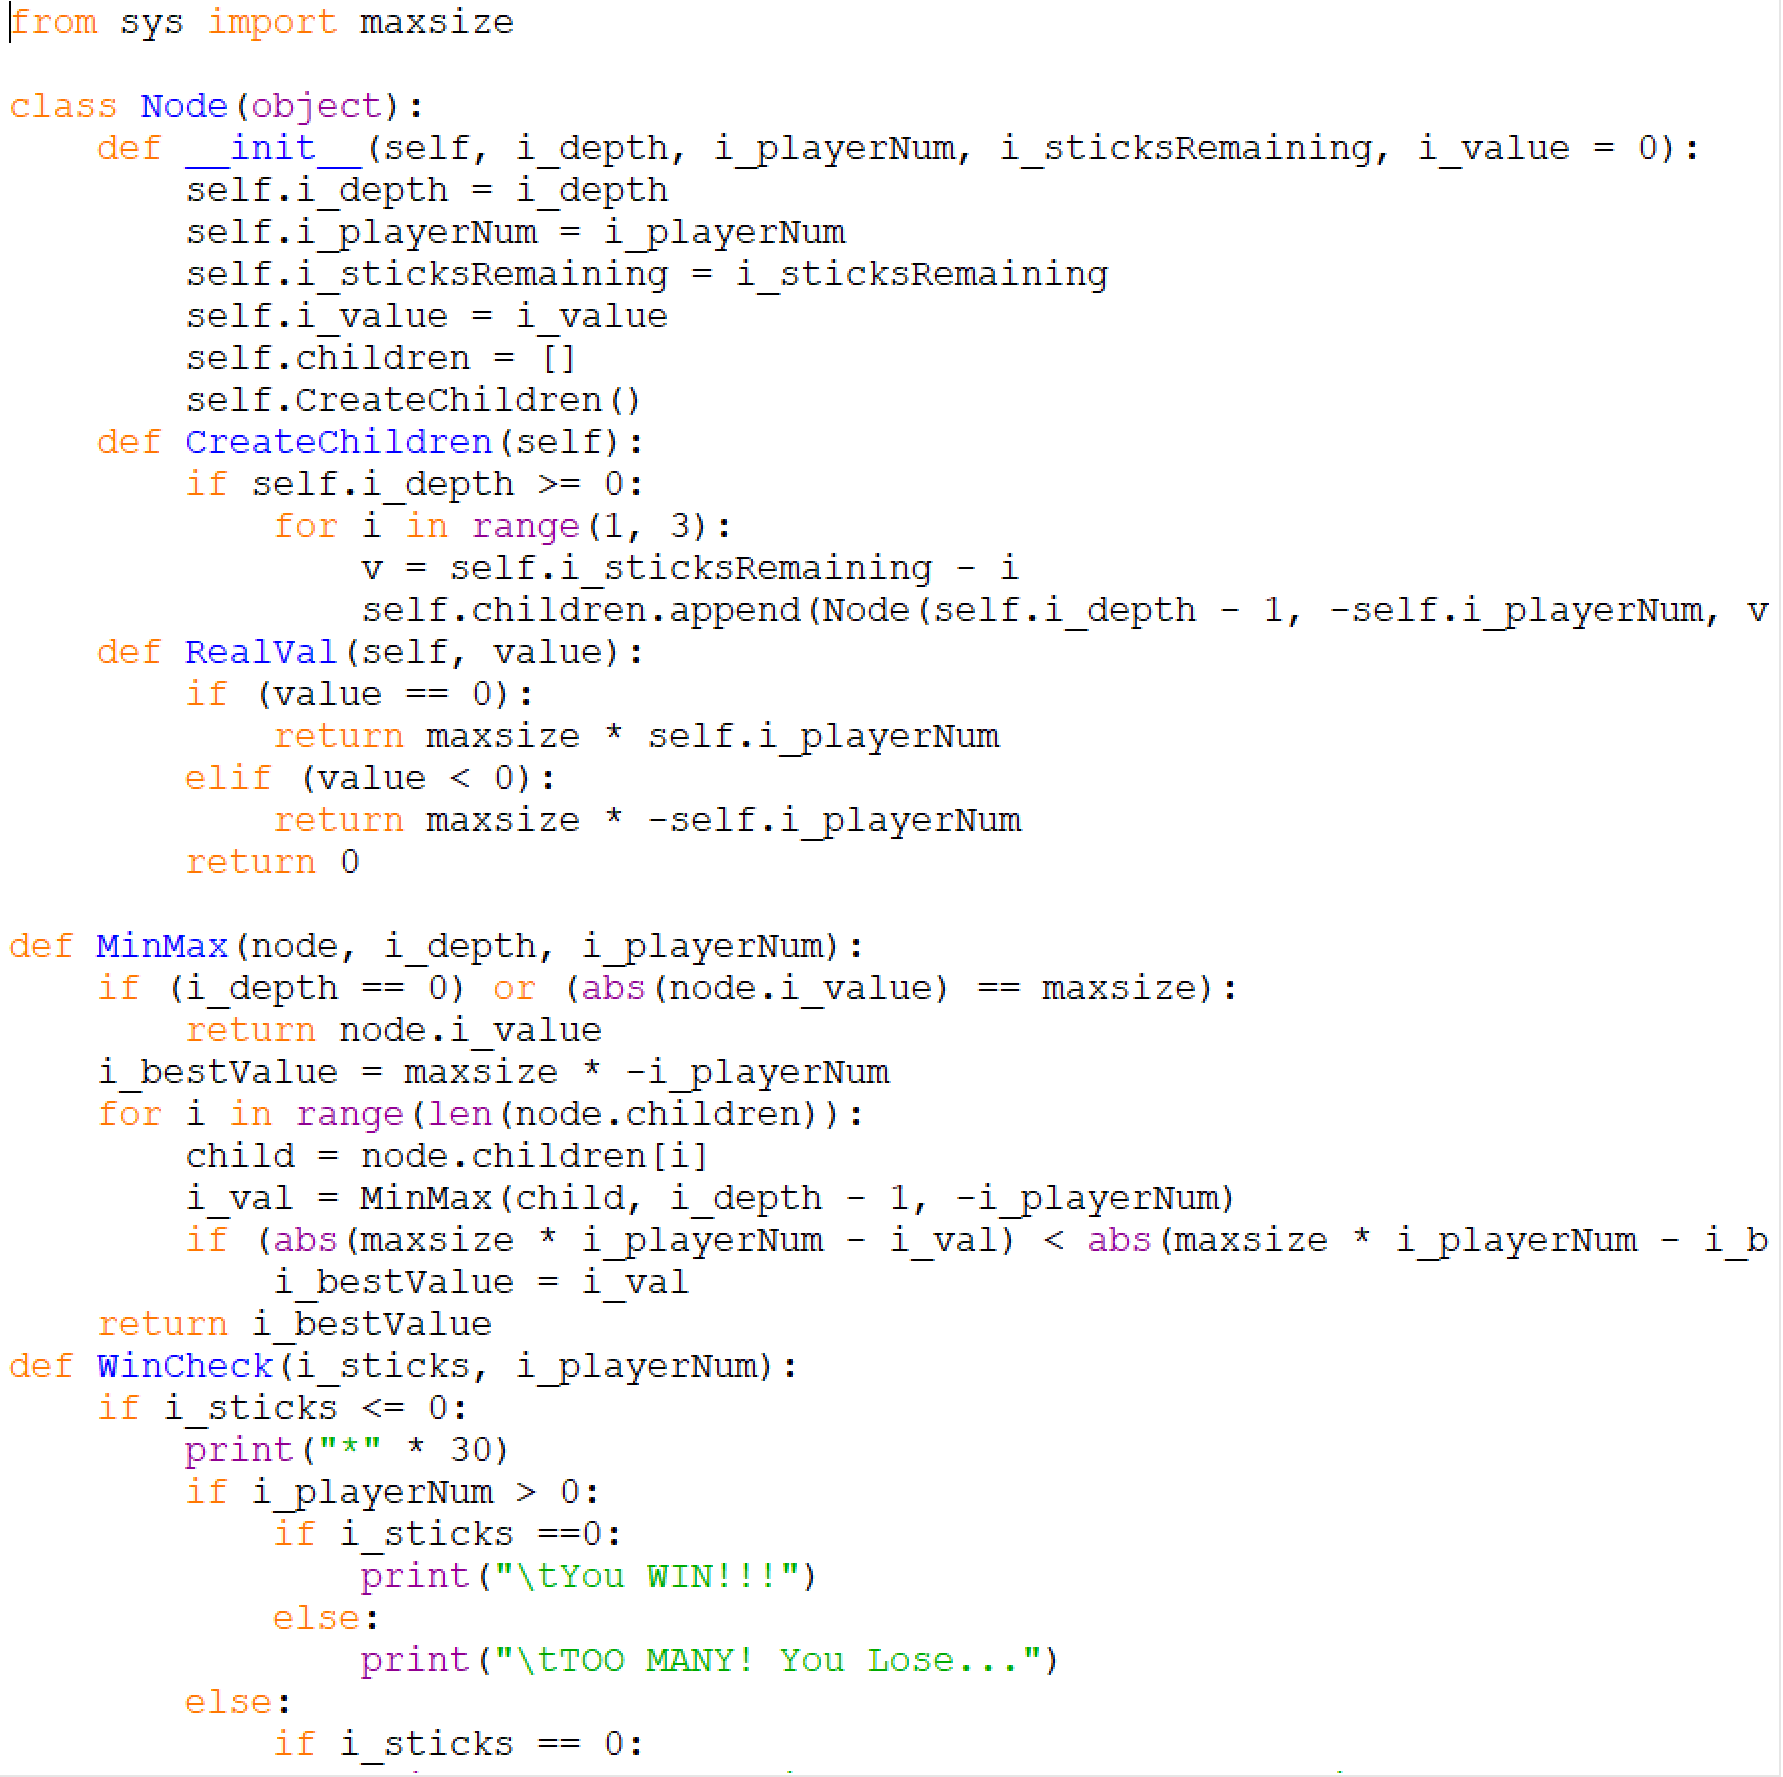 from sys import maxsize

class Node(object):
    def __init__(self, i_depth, i_playerNum, i_sticksRemaining, i_value = 0):
        self.i_depth = i_depth
        self.i_playerNum = i_playerNum
        self.i_sticksRemaining = i_sticksRemaining
        self.i_value = i_value
        self.children = []
        self.CreateChildren()
    def CreateChildren(self):
        if self.i_depth >= 0:
            for i in range(1, 3):
                v = self.i_sticksRemaining - i
                self.children.append(Node(self.i_depth - 1, -self.i_playerNum, v
    def RealVal(self, value):
        if (value == 0):
            return maxsize * self.i_playerNum
        elif (value < 0):
            return maxsize * -self.i_playerNum
        return 0

def MinMax(node, i_depth, i_playerNum):
    if (i_depth == 0) or (abs(node.i_value) == maxsize):
        return node.i_value
    i_bestValue = maxsize * -i_playerNum
    for i in range(len(node.children)):
        child = node.children[i]
        i_val = MinMax(child, i_depth - 1, -i_playerNum)
        if (abs(maxsize * i_playerNum - i_val) < abs(maxsize * i_playerNum - i_b
            i_bestValue = i_val
    return i_bestValue
def WinCheck(i_sticks, i_playerNum):
    if i_sticks <= 0:
        print("*" * 30)
        if i_playerNum > 0:
            if i_sticks ==0:
                print("\tYou WIN!!!")
            else:
                print("\tTOO MANY! You Lose...")
        else:
            if i_sticks == 0: